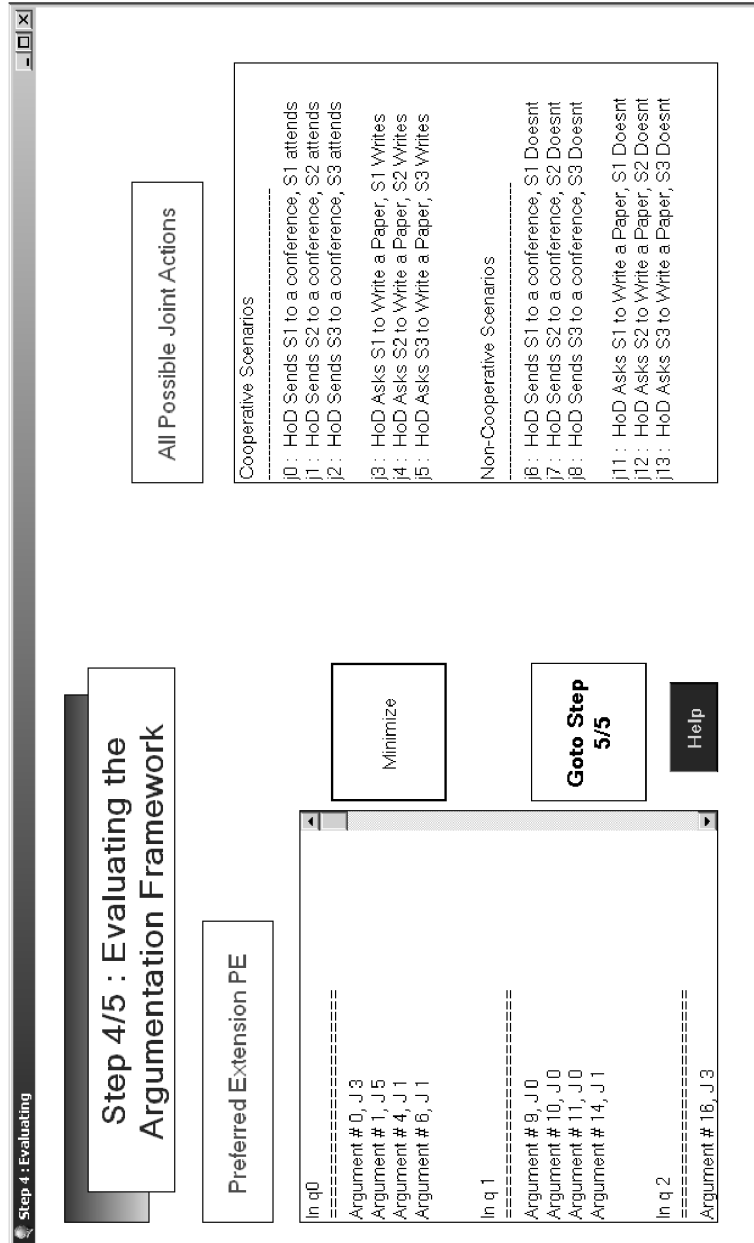 Step 4 : Evaluating
Step 4/5 : Evaluating the
Argumentation Framework
Preferred Extension PE
In q0
============================
Argument # 0, J 3
Argument # 1, J 5
Argument # 4, J 1
Argument # 6, J 1
In q 1
============================
Argument # 9, J 0
Argument # 10, J 0
Argument # 11, J 0
Argument # 14, J 1
In q 2
============================
Argument # 16, J 3
Minimize
Goto Step
5/5
Help
All Possible Joint Actions
Cooperative Scenarios
------------------------------------------------------------
j0 : HoD Sends S1 to a conference, S1 attends
j1 : HoD Sends S2 to a conference, S2 attends
j2 : HoD Sends S3 to a conference, S3 attends
j3 : HoD Asks S1 to Write a Paper, S1 Writes
j4 : HoD Asks S2 to Write a Paper, S2 Writes
j5 : HoD Asks S3 to Write a Paper, S3 Writes
Non-Cooperative Scenarios
------------------------------------------------------------
j6 : HoD Sends S1 to a conference, S1 Doesnt
j7 : HoD Sends S2 to a conference, S2 Doesnt
j8 : HoD Sends S3 to a conference, S3 Doesnt
j11 : HoD Asks S1 to Write a Paper, S1 Doesnt
j12 : HoD Asks S2 to Write a Paper, S2 Doesnt
j13 : HoD Asks S3 to Write a Paper, S3 Doesnt